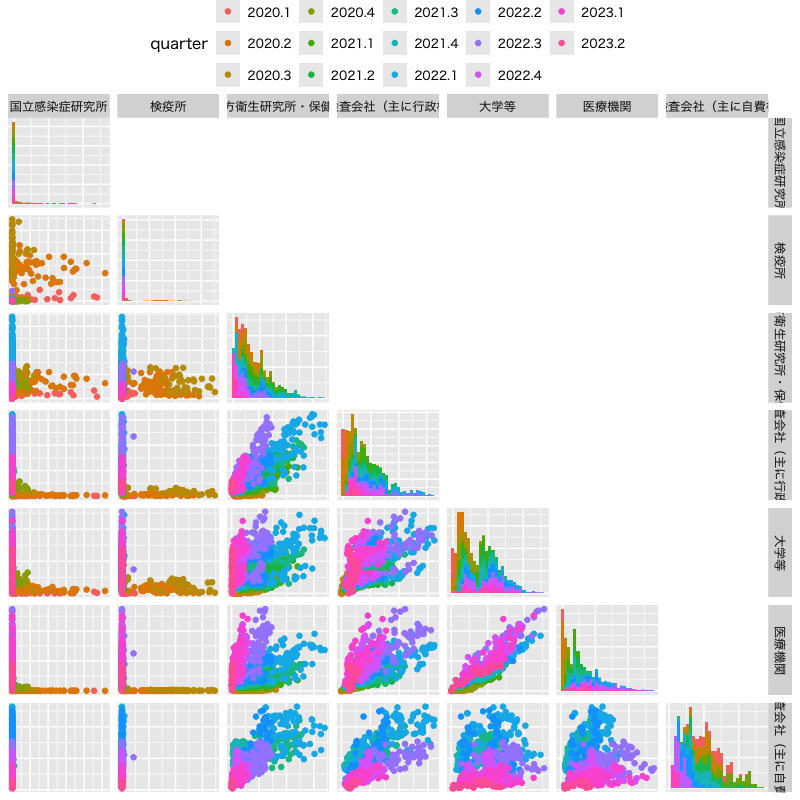 2020.1 2020.4 2021.3 2022.2 2023.1
quarter 2020.2 2021.1 2021.4 2022.3 2023.2
2020.3 2021.2 2022.1 2022.4
国立感染症研究所 検疫所 方衛生研究所・保健 査会社（主に行政 大学等 医療機関 査会社（主に自費
国立感染症研究所
検疫所
衛生研究所・保
査会社（主に行政
大学等
医療機関
査会社（主に自費